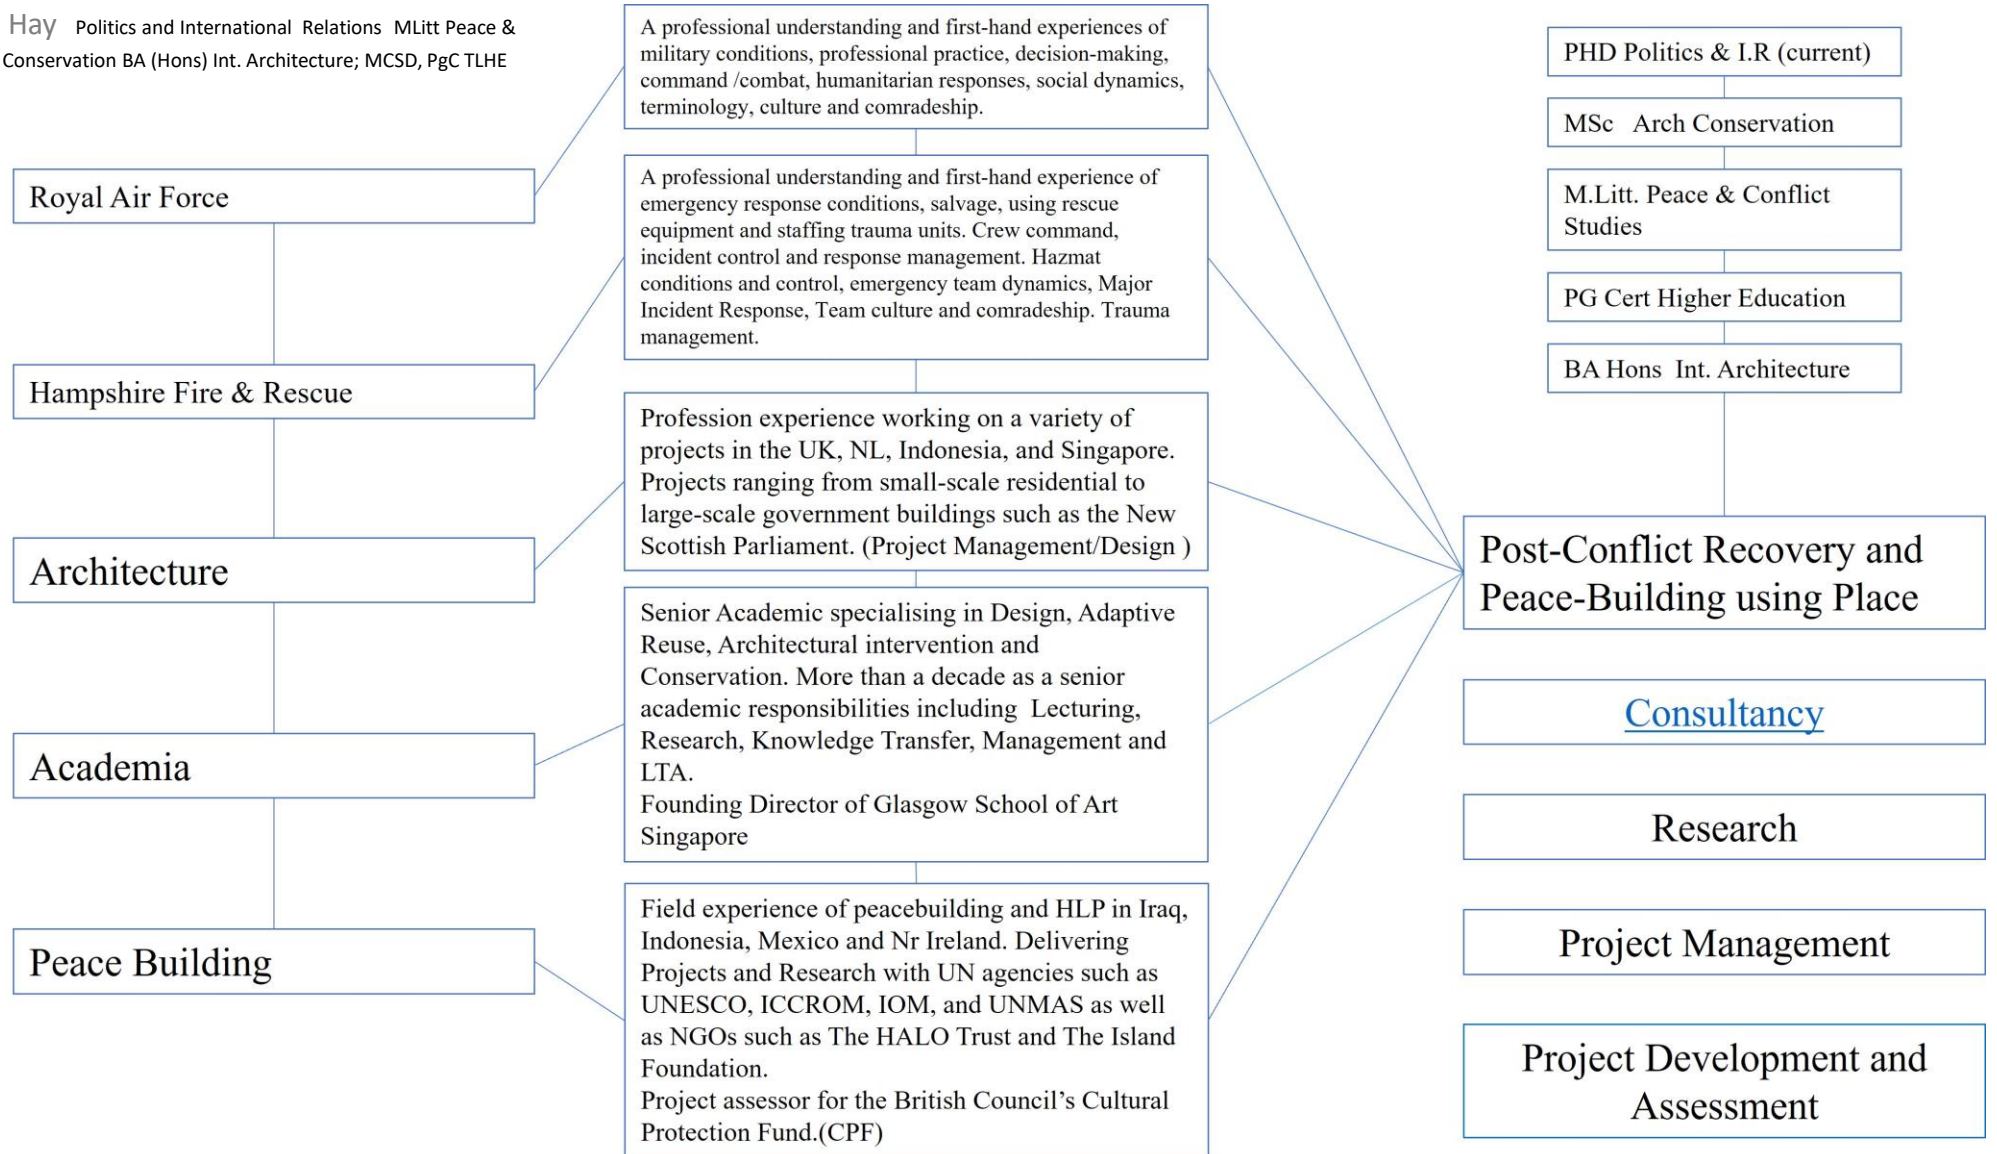 Hay Politics and International Relations MLitt Peace &
Conservation BA (Hons) Int. Architecture; MCSD, PgC TLHE
Royal Air Force
Hampshire Fire & Rescue
Architecture
Academia
Peace Building
A professional understanding and first-hand experiences of
military conditions, professional practice, decision-making,
command /combat, humanitarian responses, social dynamics,
terminology, culture and comradeship.
A professional understanding and first-hand experience of
emergency response conditions, salvage, using rescue
equipment and staffing trauma units. Crew command,
incident control and response management. Hazmat
conditions and control, emergency team dynamics, Major
Incident Response, Team culture and comradeship. Trauma
management.
Profession experience working on a variety of
projects in the UK, NL, Indonesia, and Singapore.
Projects ranging from small-scale residential to
large-scale government buildings such as the New
Scottish Parliament. (Project Management/Design )
Senior Academic specialising in Design, Adaptive
Reuse, Architectural intervention and
Conservation. More than a decade as a senior
academic responsibilities including Lecturing,
Research, Knowledge Transfer, Management and
LTA.
Founding Director of Glasgow School of Art
Singapore
Field experience of peacebuilding and HLP in Iraq,
Indonesia, Mexico and Nr Ireland. Delivering
Projects and Research with UN agencies such as
UNESCO, ICCROM, IOM, and UNMAS as well
as NGOs such as The HALO Trust and The Island
Foundation.
Project assessor for the British Council’s Cultural
Protection Fund.(CPF)
PHD Politics & I.R (current)
MSc Arch Conservation
M.Litt. Peace & Conflict
Studies
PG Cert Higher Education
BA Hons Int. Architecture
Post-Conflict Recovery and
Peace-Building using Place
Consultancy
Research
Project Management
Project Development and
Assessment